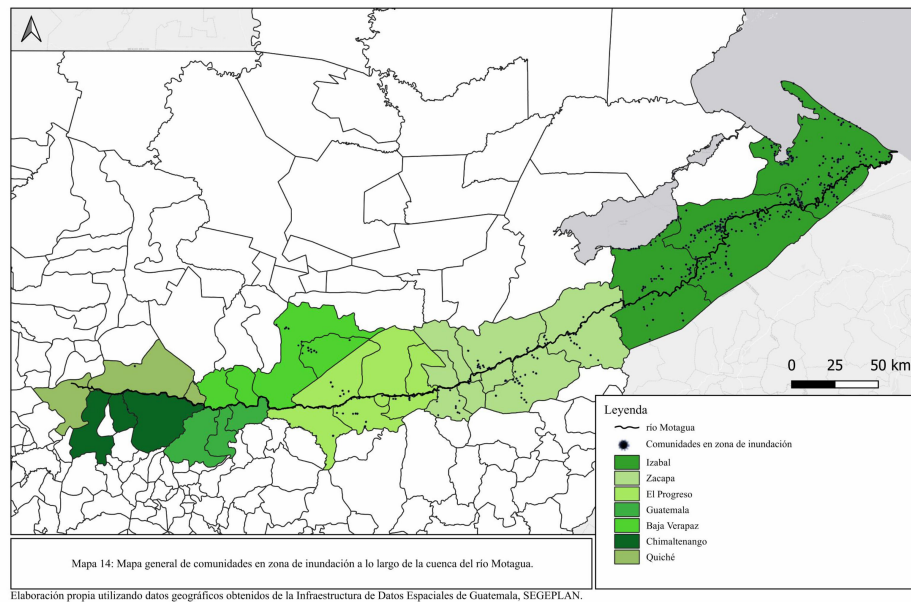 0 25 50 km
Leyenda
río Motagua
Comunidades en zona de inundación
Izabal
Zacapa
El Progreso
Guatemala
Baja Verapaz
Chimaltenango
Quiché
Mapa 14: Mapa general de comunidades en zona de inundación a lo largo de la cuenca del río Motagua.
Elaboración propia utilizando datos geográficos obtenidos de la Infraestructura de Datos Espaciales de Guatemala, SEGEPLAN.